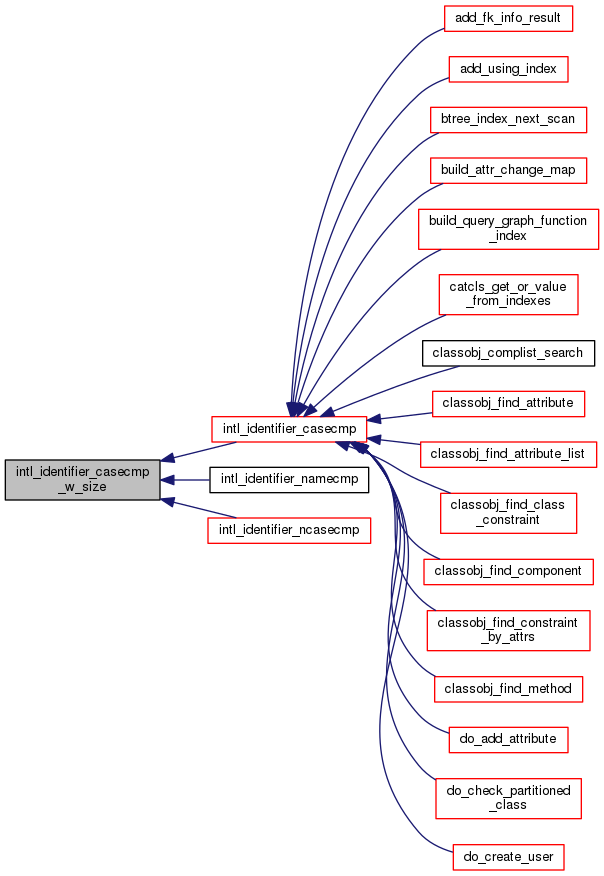 add_fk_info_result
add_using_index
btree_index_next_scan
build_attr_change_map
build_query_graph_function
_index
catcls_get_or_value
_from_indexes
classobj_complist_search
classobj_find_attribute
intl_identifier_casecmp
classobj_find_attribute_list
intl_identifier_casecmp
_w_size
intl_identifier_namecmp
classobj_find_class
_constraint
intl_identifier_ncasecmp
classobj_find_component
classobj_find_constraint
_by_attrs
classobj_find_method
do_add_attribute
do_check_partitioned
_class
do_create_user